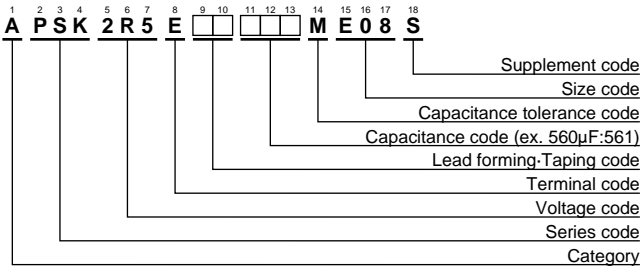 1 2 3 4 5 6 7 8 9 10 11 12 13 14 15 16 17 18
A PSK 2R5 E M E08 S
Supplement code
Size code
Capacitance tolerance code
Capacitance code (ex. 560µF:561)
Lead forming·Taping code
Terminal code
Voltage code
Series code
Category